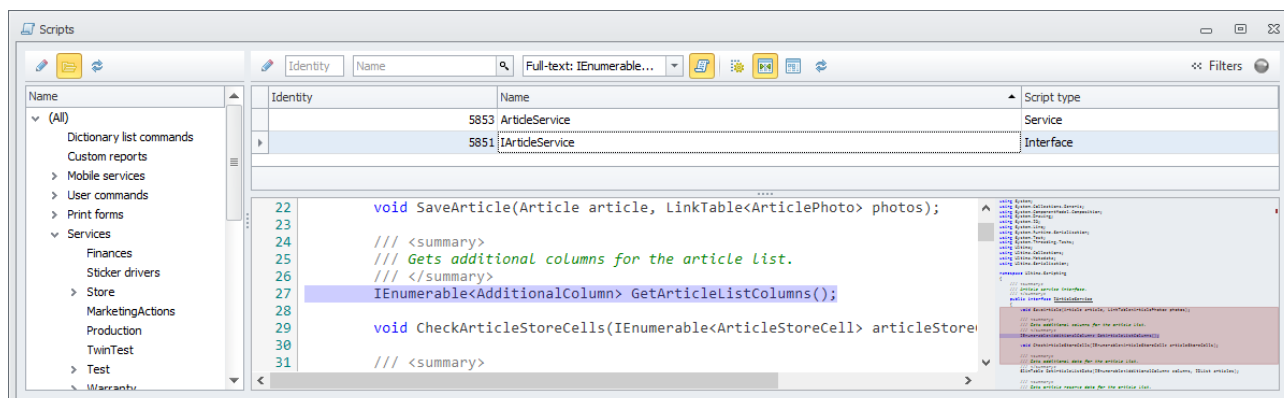 Scripts
Identity Name Full-text: IEnumerable... Filters
Name
(All)
Dictionary list commands
Custom reports
Mobile services
User commands
Print forms
Services
Finances
Sticker drivers
Store
MarketingActions
Production
TwinTest
Test
Warranty
Identity Name Script type
5853 ArticleService Service
5851 IArticleService Interface
22 void SaveArticle(Article article, LinkTable<ArticlePhoto> photos);
23
24 /// <summary>
25 /// Gets additional columns for the article list.
26 /// </summary>
27 IEnumerable<AdditionalColumn> GetArticleListColumns();
28
29 void CheckArticleStoreCells(IEnumerable<ArticleStoreCell> articleStore
30
31 /// <summary>